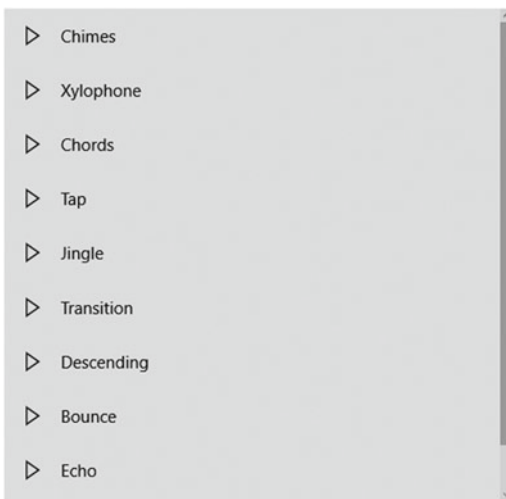 Chimes
Xylophone
Chords
Tap
Jingle
Transition
Descending
Bounce
Echo